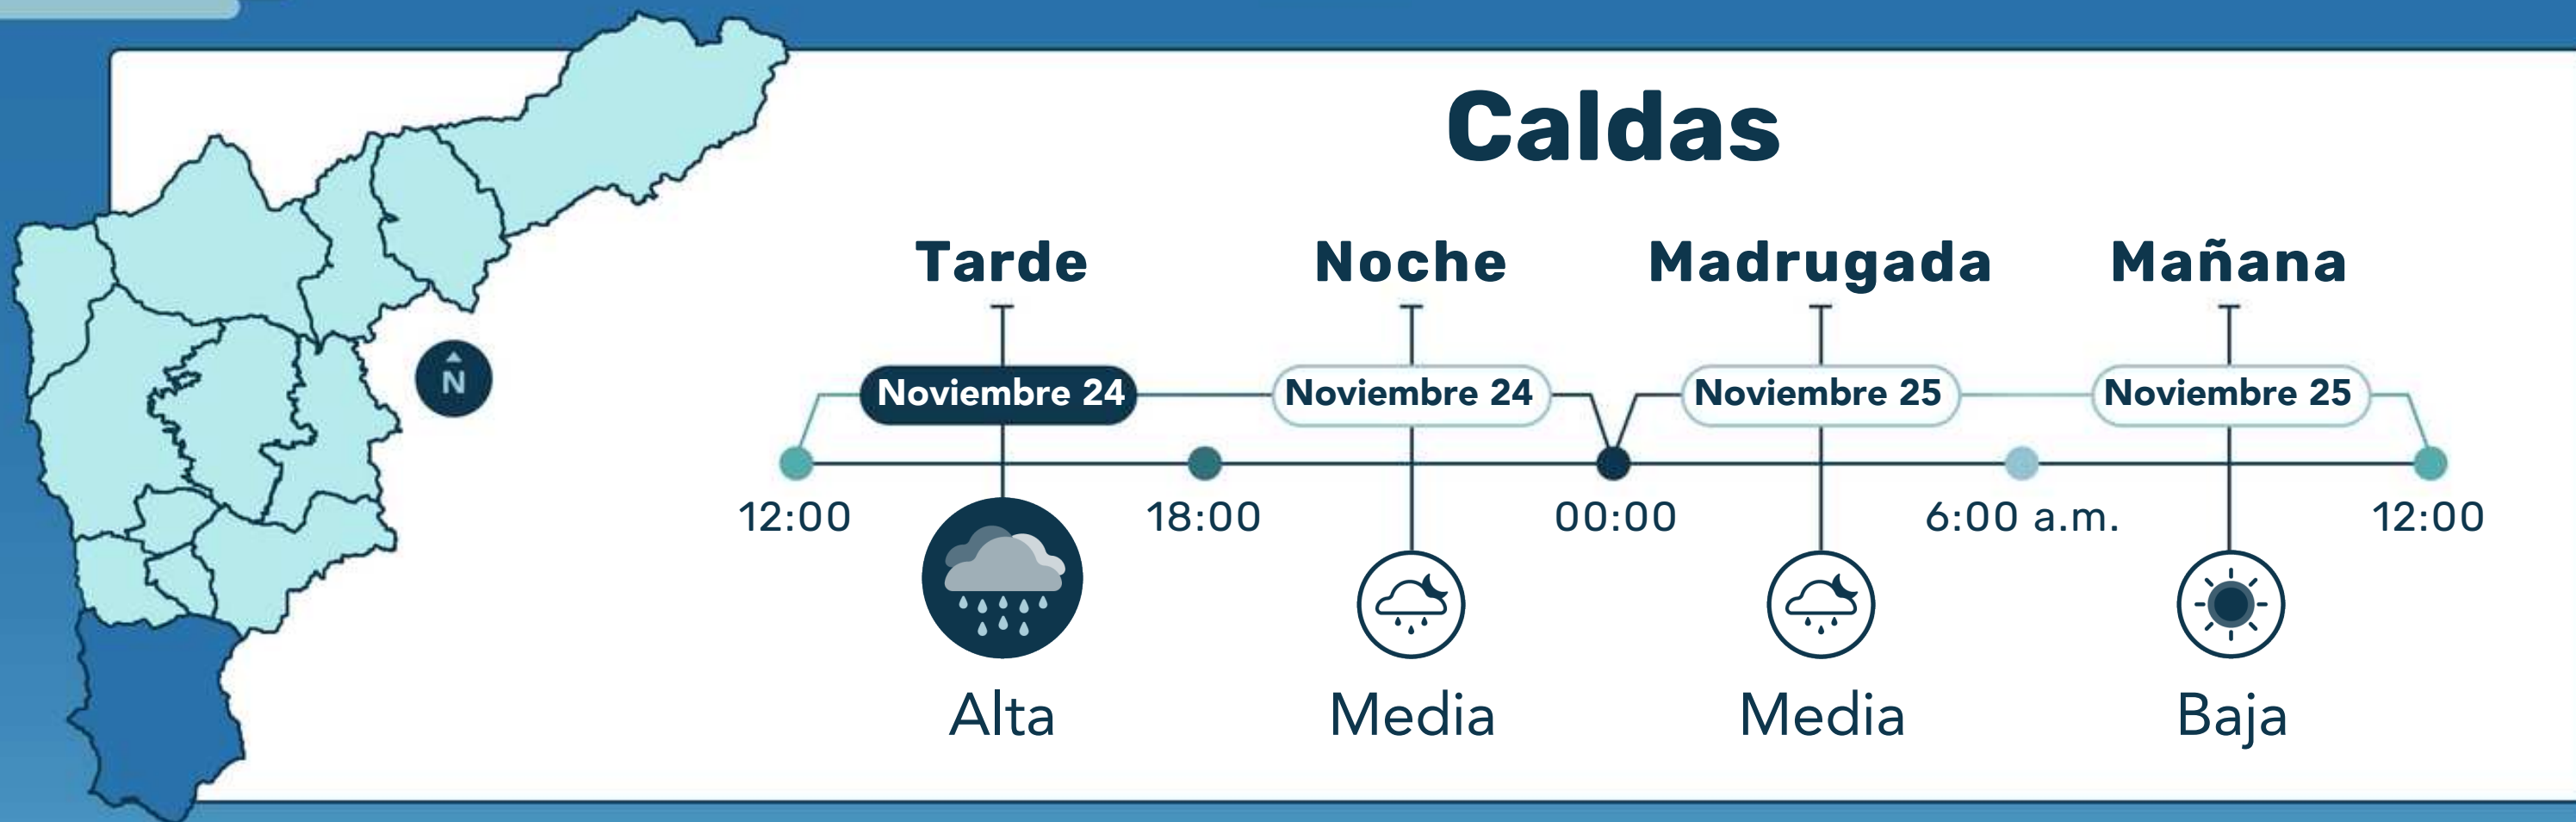 Caldas
Tarde Noche Madrugada Mañana
Noviembre 24 Noviembre 24 Noviembre 25 Noviembre 25
N
12:00 18:00 00:00 6:00 a.m. 12:00
Alta Media Media Baja